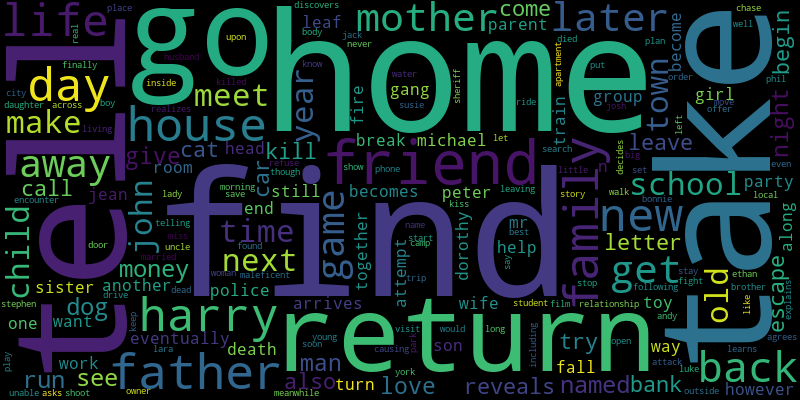 life
tell
go
home
mother
come
later
take
discovers
leaf
parent
become
town
begin
place
real
finally
day
inside
upon
body
jack
never
husband
killed
died
apartment
put
plan
well
order
chase
phil
city
daughter
across
boy
make
house
meet
year
gang
fire
know
water
susie
sheriff
ride
group
josh
train
girl
move
offer
left
night
even
realizes
living
away
give
cat
head
kill
break
michael
let
friend
search
leave
big
little
decides
call
jean
room
car
refuse
though
still
show
phone
becomes
leaving
peter
family
school
set
walk
party
bonnie
local
child
encounter
lady
morning
save
find
kiss
story
new
john
telling
door
miss
married
uncle
time
end
game
together
attempt
name
start
camp
dorothy
mr
best
help
say
letter
old
along
escape
sister
another
money
next
found
woman
maleficent
police
arrives
trip
wife
student
film
relationship
stop
get
toy
stay
fight
following
ethan
brother
like
explains
stephen
one
want
dog
drive
dead
harry
return
including
open
try
way
andy
back
agrees
play
keep
work
eventually
lara
death
young
soon
causing
visit
park
york
would
long
son
man
fall
attack
luke
learns
outside
run
see
father
also
love
reveals
named
bank
however
unable
asks
shoot
owner
meanwhile
turn